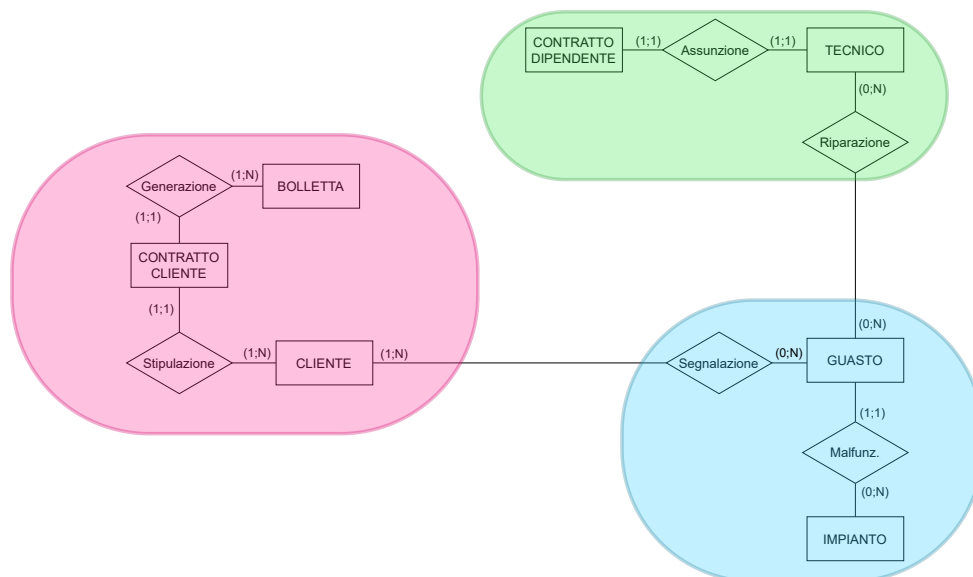 CONTRATTO
DIPENDENTE
(1;1)
Assunzione
(1;1)
TECNICO
(0;N)
Riparazione
Generazione
(1;N)
BOLLETTA
(1;1)
CONTRATTO
CLIENTE
(1;1)
Stipulazione
(1;N)
CLIENTE
(1;N)
Segnalazione
(0;N)
(0;N)
GUASTO
(1;1)
Malfunz.
(0;N)
IMPIANTO